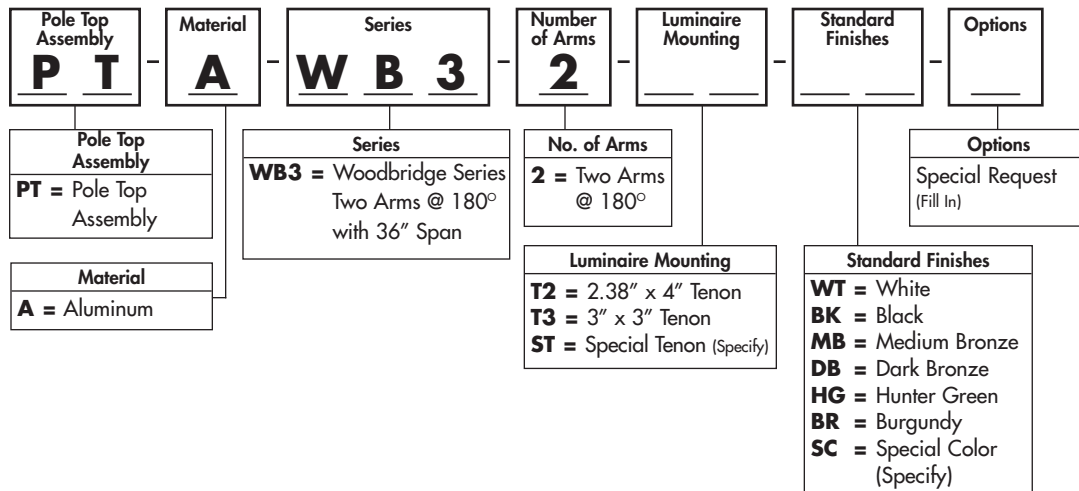 Pole Top
Assembly
P T
–
Material
A
–
Series
W B 3
–
Number
of Arms
2
–
Luminaire
Mounting
–
Standard
Finishes
–
Options
Pole Top
Assembly
PT = Pole Top
Assembly
Material
A = Aluminum
Series
WB3 = Woodbridge Series
Two Arms @ 180°
with 36″ Span
No. of Arms
2 = Two Arms
@ 180°
Luminaire Mounting
T2 = 2.38″ x 4″ Tenon
T3 = 3″ x 3″ Tenon
ST = Special Tenon (Specify)
Options
Special Request
(Fill In)
Standard Finishes
WT = White
BK = Black
MB = Medium Bronze
DB = Dark Bronze
HG = Hunter Green
BR = Burgundy
SC = Special Color
(Specify)